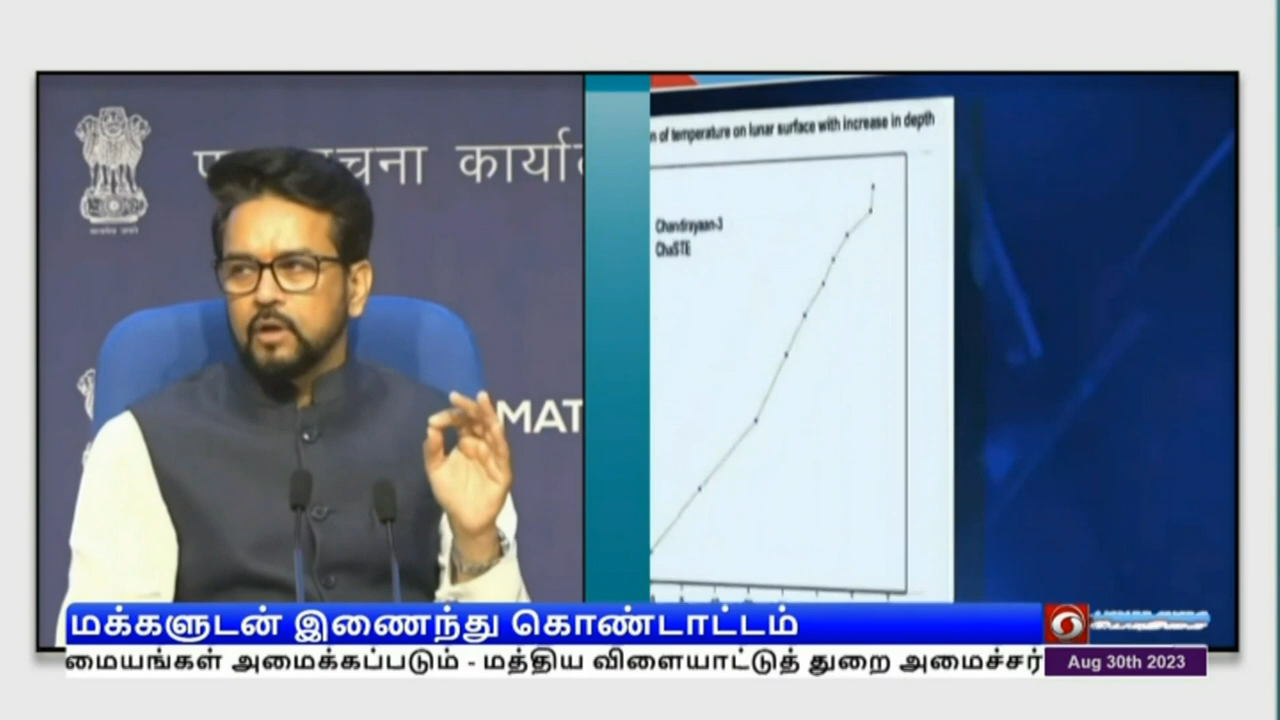 कार्या
MAT
of temperature on lunar surface with increase in depth
Chandrayaan-3
ChaSTE
மக்களுடன் இணைந்து கொண்டாட்டம்
மையங்கள் அமைக்கப்படும் - மத்திய விளையாட்டுத் துறை அமைச்சர்
Aug 30th 2023